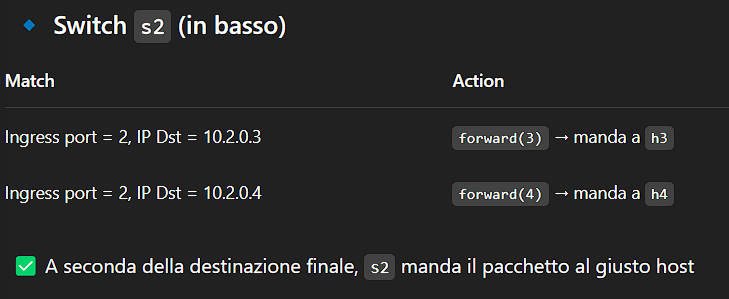 Switch s2 (in basso)
Match Action
Ingress port = 2, IP Dst = 10.2.0.3 forward(3) → manda a h3
Ingress port = 2, IP Dst = 10.2.0.4 forward(4) → manda a h4
✅ A seconda della destinazione finale, s2 manda il pacchetto al giusto host